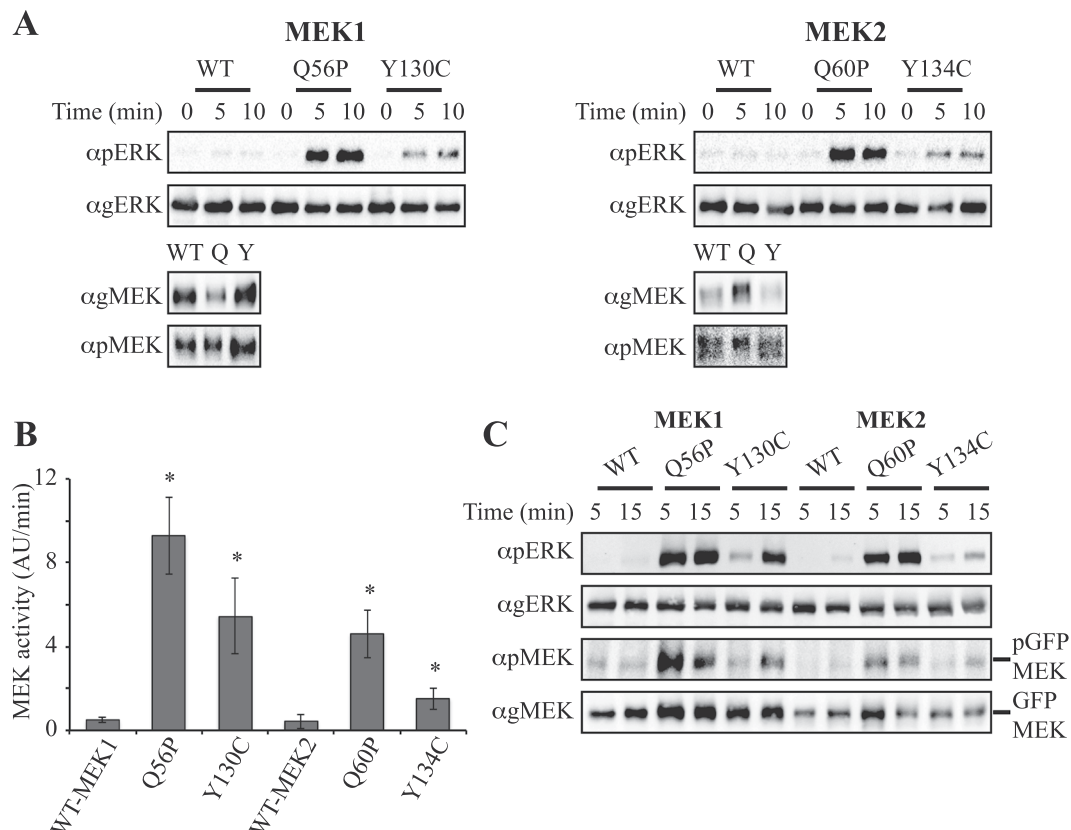 A
MEK1
WT Q56P Y130C
Time (min) 0 5 10 0 5 10 0 5 10
αpERK
αgERK
WT Q Y
αgMEK
αpMEK
MEK2
WT Q60P Y134C
Time (min) 0 5 10 0 5 10 0 5 10
αpERK
αgERK
WT Q Y
αgMEK
αpMEK
B
MEK activity (AU/min)
12
8
4
0
* * * *
WT-MEK1 Q56P Y130C WT-MEK2 Q60P Y134C
C
MEK1 MEK2
WT Q56P Y130C WT Q60P Y134C
Time (min) 5 15 5 15 5 15 5 15 5 15 5 15
αpERK
αgERK
αpMEK pGFP MEK
αgMEK GFP MEK